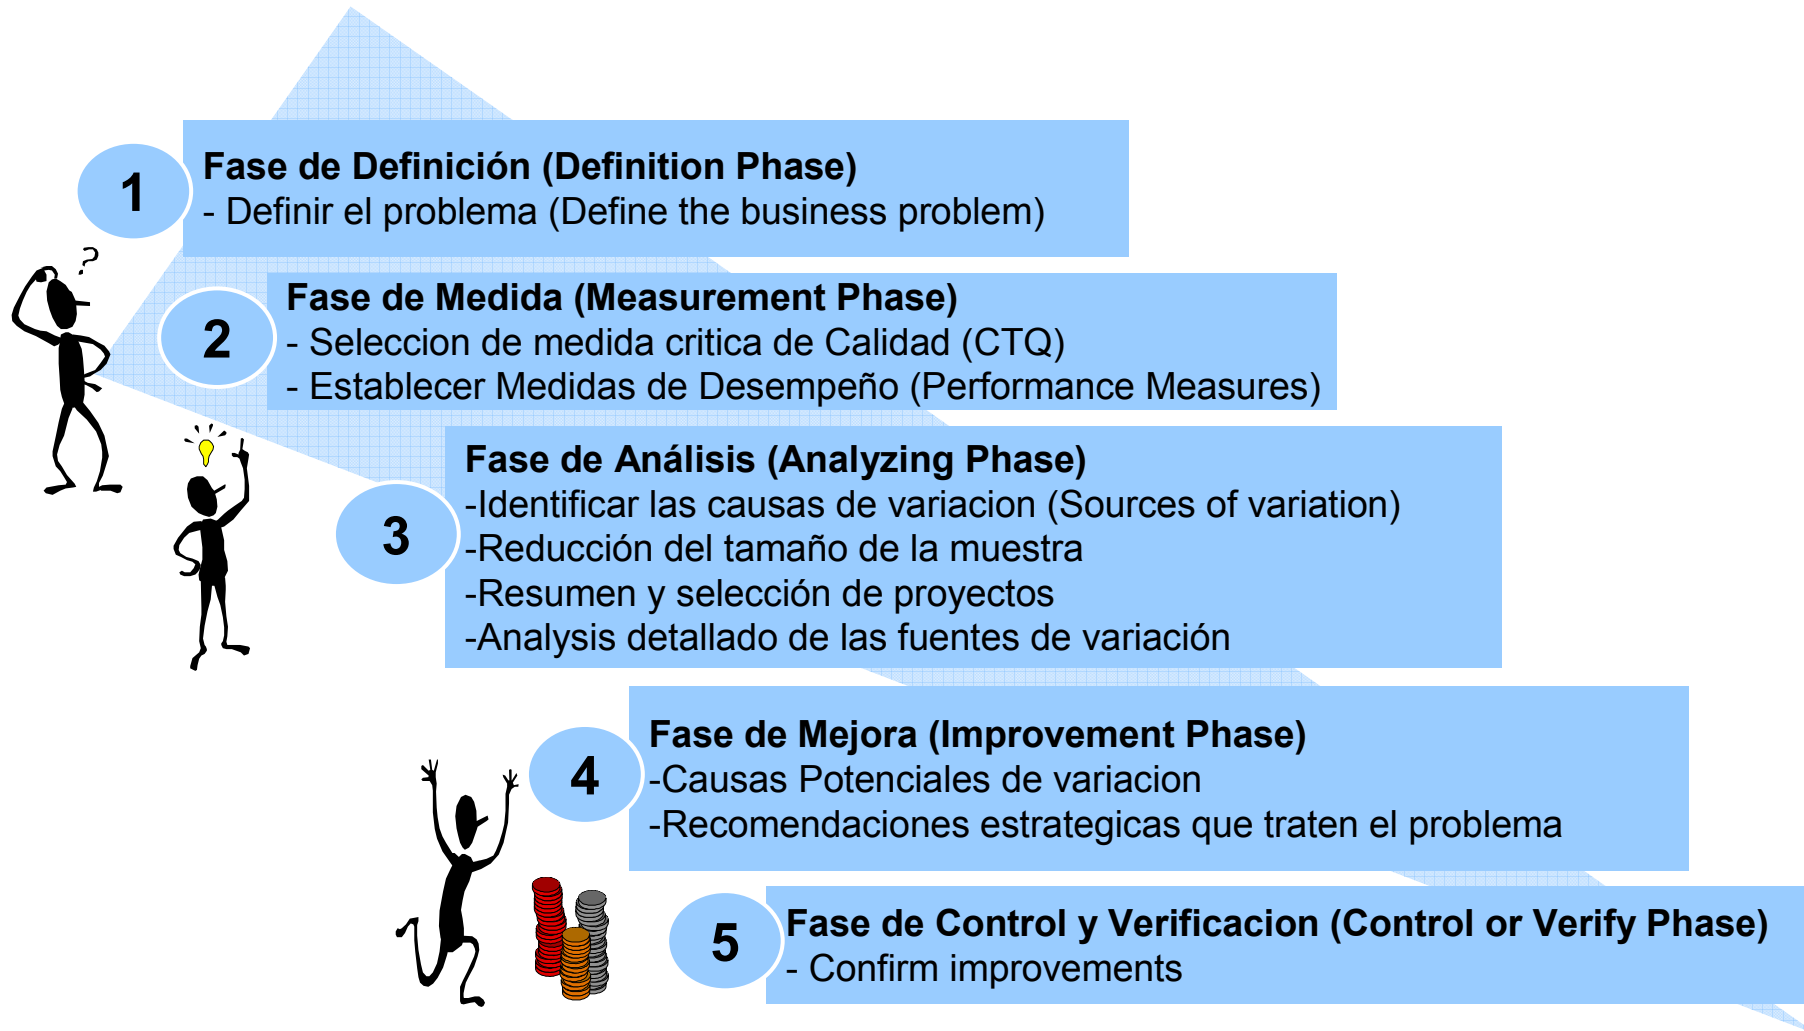 1
Fase de Definición (Definition Phase)
- Definir el problema (Define the business problem)
?
2
Fase de Medida (Measurement Phase)
- Seleccion de medida critica de Calidad (CTQ)
- Establecer Medidas de Desempeño (Performance Measures)
3
Fase de Análisis (Analyzing Phase)
-Identificar las causas de variacion (Sources of variation)
-Reducción del tamaño de la muestra
-Resumen y selección de proyectos
-Analysis detallado de las fuentes de variación
4
Fase de Mejora (Improvement Phase)
-Causas Potenciales de variacion
-Recomendaciones estrategicas que traten el problema
5
Fase de Control y Verificacion (Control or Verify Phase)
- Confirm improvements